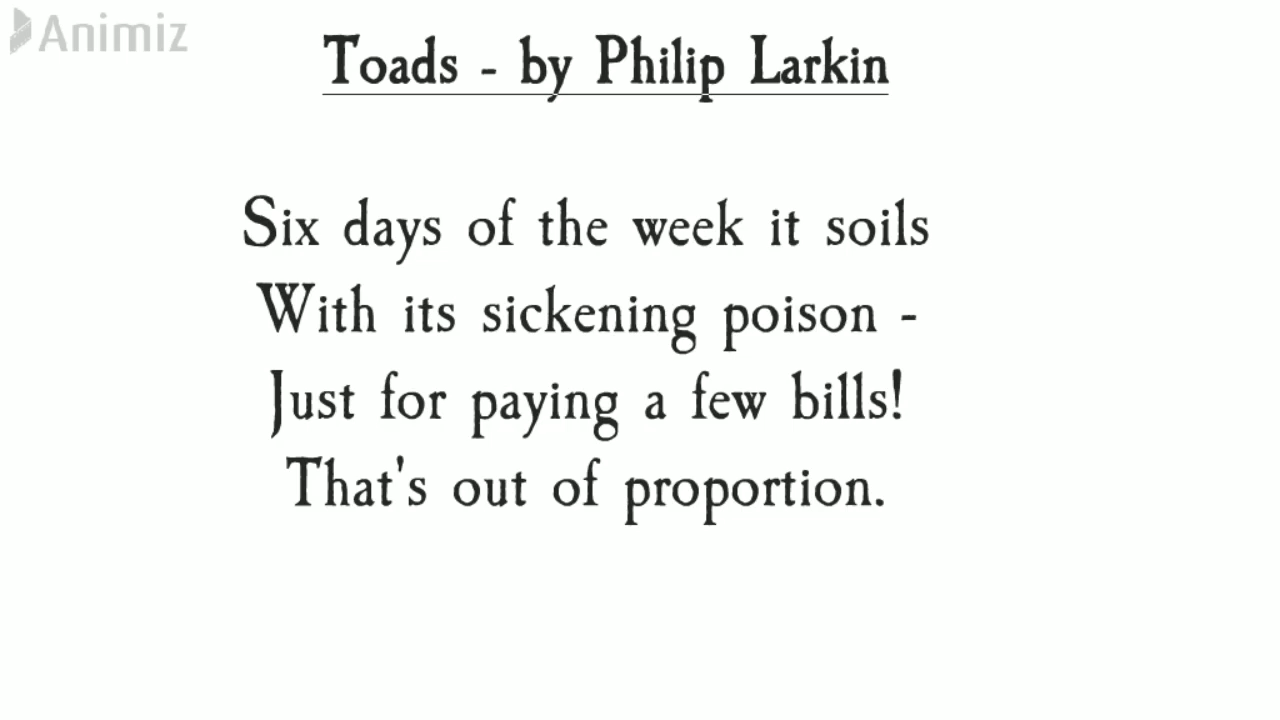 Animiz
Toads - by Philip Larkin
Six days of the week it soils
With its sickening poison -
Just for paying a few bills!
That's out of proportion.